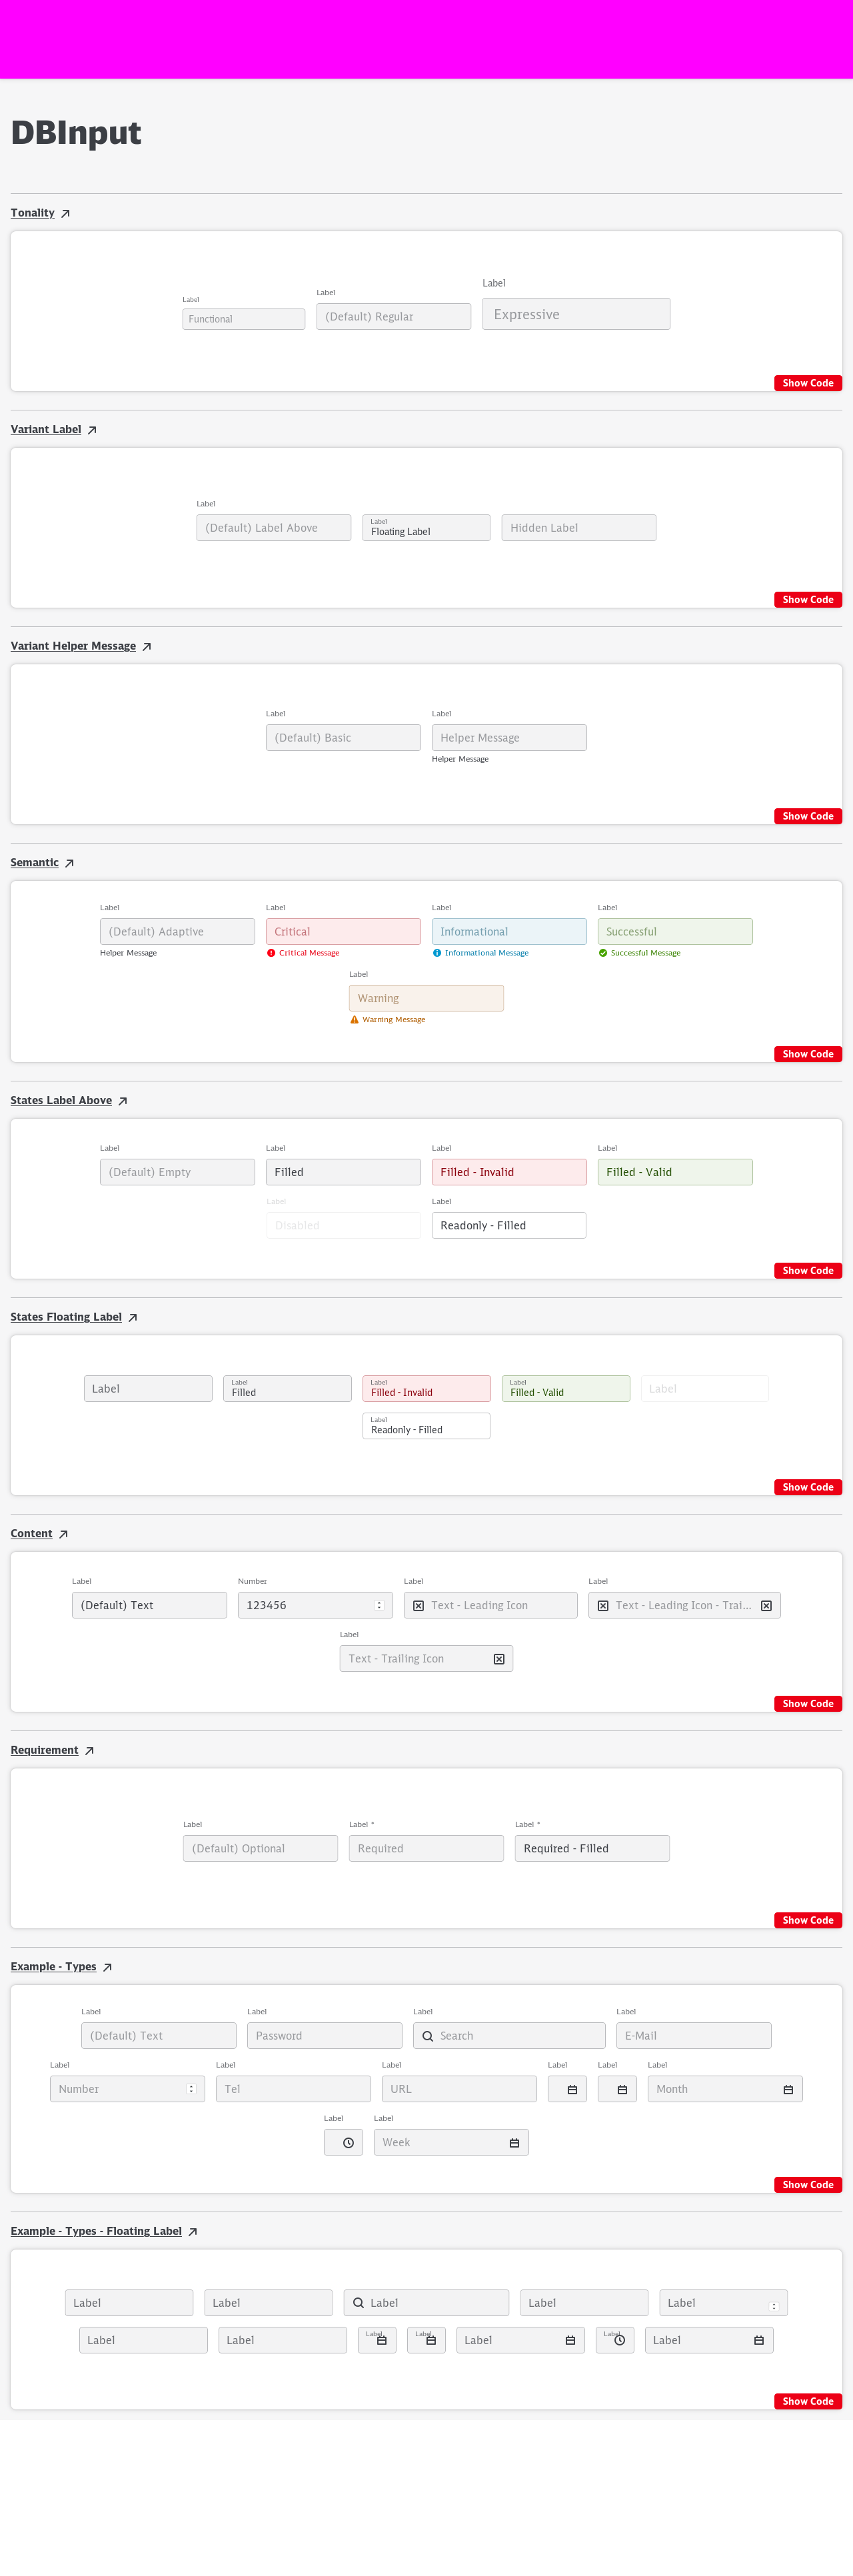 DBInput
Tonality
Label
Label
Label
Functional
(Default) Regular
Expressive
Show Code
Variant Label
Label
(Default) Label Above
Label
Floating Label
Hidden Label
Show Code
Variant Helper Message
Label
Label
(Default) Basic
Helper Message
Helper Message
Show Code
Semantic
Label
Label
Label
Label
(Default) Adaptive
Critical
Informational
Successful
Helper Message
Critical Message
Informational Message
Successful Message
Label
Warning
Warning Message
Show Code
States Label Above
Label
Label
Label
Label
(Default) Empty
Filled
Filled - Invalid
Filled - Valid
Label
Label
Disabled
Readonly - Filled
Show Code
States Floating Label
Label
Label
Filled
Label
Filled - Invalid
Label
Filled - Valid
Label
Label
Readonly - Filled
Show Code
Content
Label
Number
Label
Label
(Default) Text
123456
Text - Leading Icon
Text - Leading Icon - Trai...
Label
Text - Trailing Icon
Show Code
Requirement
Label
Label *
Label *
(Default) Optional
Required
Required - Filled
Show Code
Example - Types
Label
Label
Label
Label
(Default) Text
Password
Search
E-Mail
Label
Label
Label
Label
Label
Label
Number
Tel
URL
Month
Label
Label
Week
Show Code
Example - Types - Floating Label
Label
Label
Label
Label
Label
Label
Label
Label
Label
Label
Label
Label
Show Code